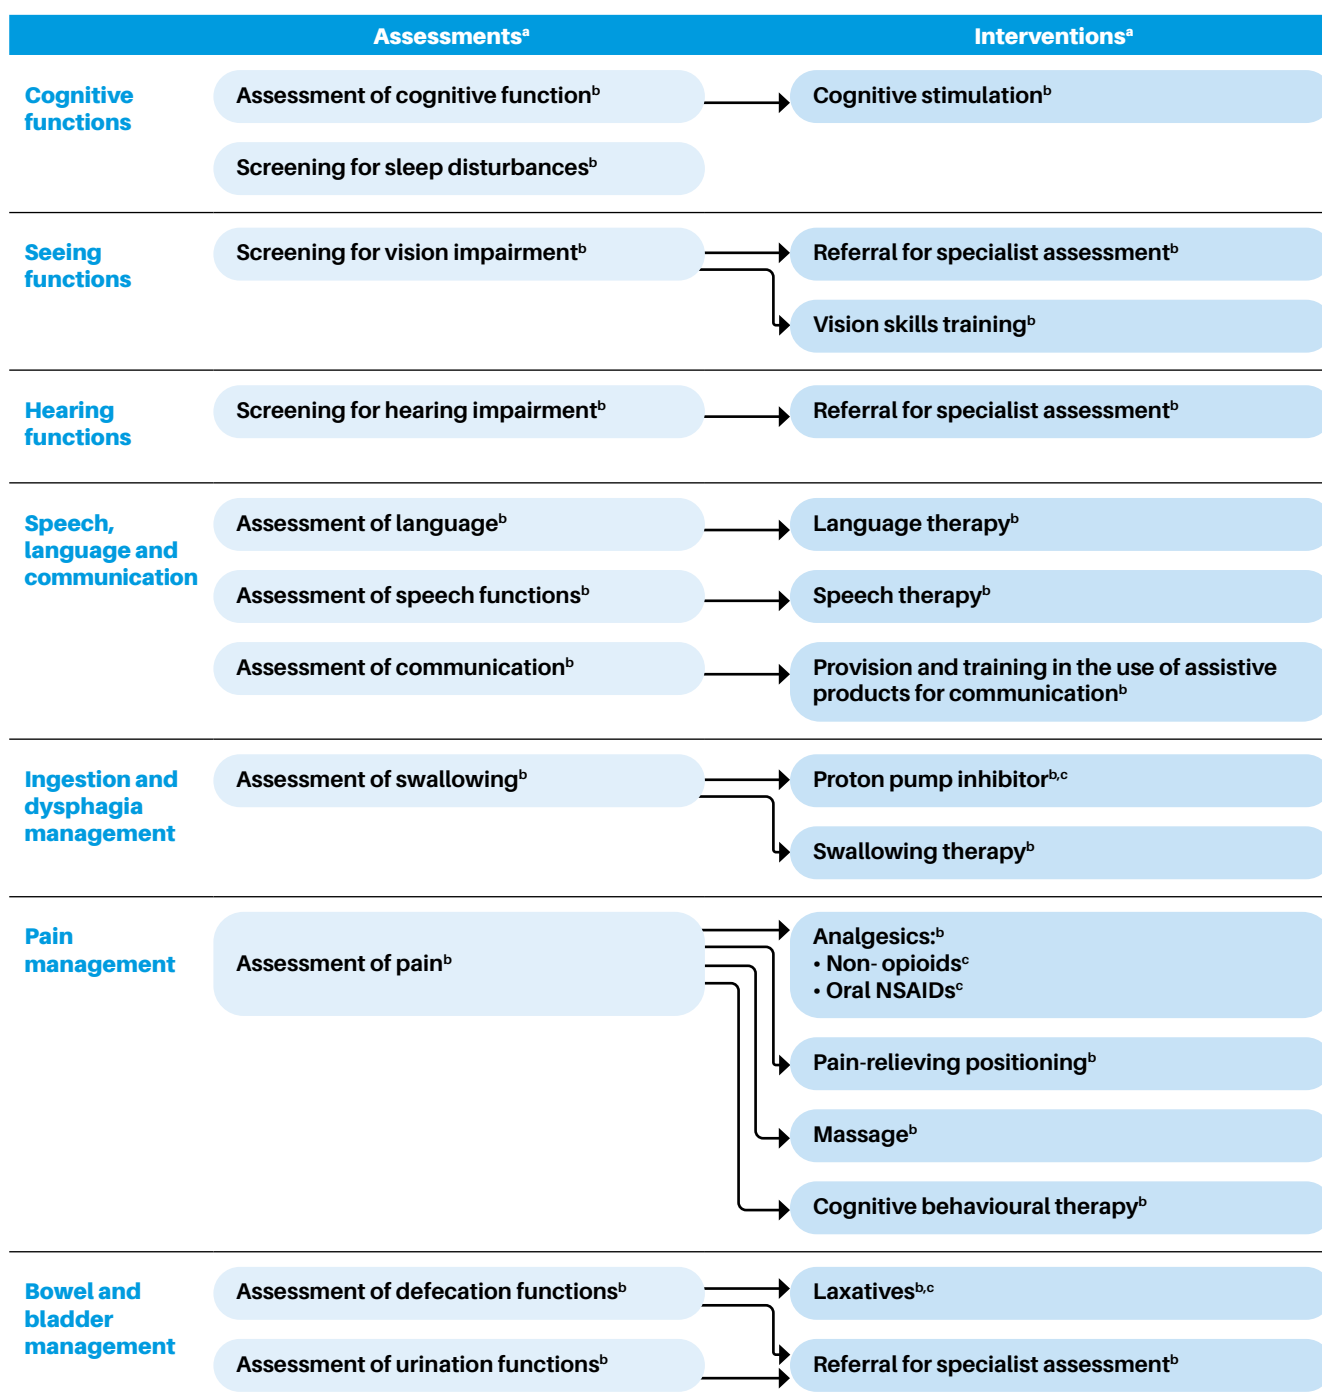 Assessmentsᵃ Interventionsᵃ
Cognitive
functions
Assessment of cognitive functionᵇ
Cognitive stimulationᵇ
Screening for sleep disturbancesᵇ
Seeing
functions
Screening for vision impairmentᵇ
Referral for specialist assessmentᵇ
Vision skills trainingᵇ
Hearing
functions
Screening for hearing impairmentᵇ
Referral for specialist assessmentᵇ
Speech,
language and
communication
Assessment of languageᵇ
Language therapyᵇ
Assessment of speech functionsᵇ
Speech therapyᵇ
Assessment of communicationᵇ
Provision and training in the use of assistive
products for communicationᵇ
Ingestion and
dysphagia
management
Assessment of swallowingᵇ
Proton pump inhibitorᵇ,ᶜ
Swallowing therapyᵇ
Pain
management
Assessment of painᵇ
Analgesics:ᵇ
• Non- opioidsᶜ
• Oral NSAIDsᶜ
Pain-relieving positioningᵇ
Massageᵇ
Cognitive behavioural therapyᵇ
Bowel and
bladder
management
Assessment of defecation functionsᵇ
Laxativesᵇ,ᶜ
Assessment of urination functionsᵇ
Referral for specialist assessmentᵇ